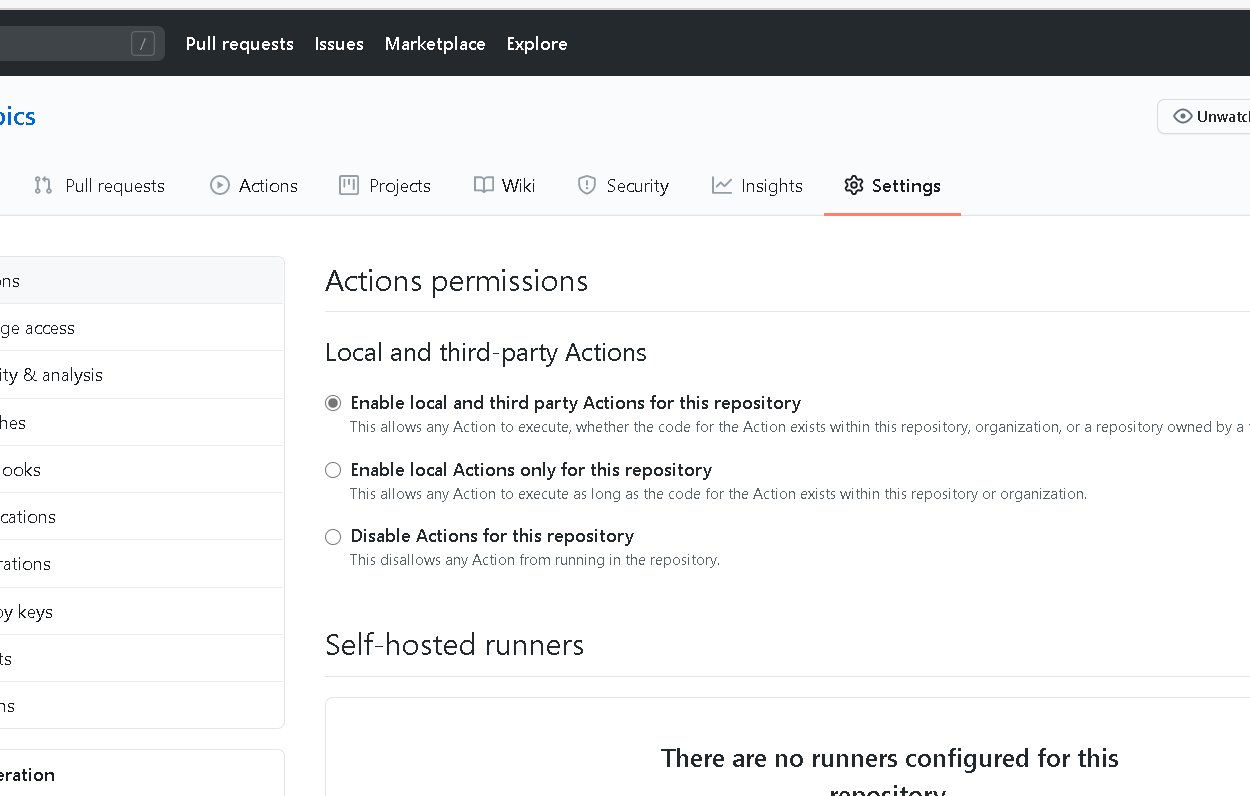 / Pull requests Issues Marketplace Explore
pics
Unwatch
Pull requests Actions Projects Wiki Security Insights Settings
ons
ge access
ity & analysis
hes
ooks
cations
rations
oy keys
ts
ns
eration
Actions permissions
Local and third-party Actions
Enable local and third party Actions for this repository
This allows any Action to execute, whether the code for the Action exists within this repository, organization, or a repository owned by a
Enable local Actions only for this repository
This allows any Action to execute as long as the code for the Action exists within this repository or organization.
Disable Actions for this repository
This disallows any Action from running in the repository.
Self-hosted runners
There are no runners configured for this
repository